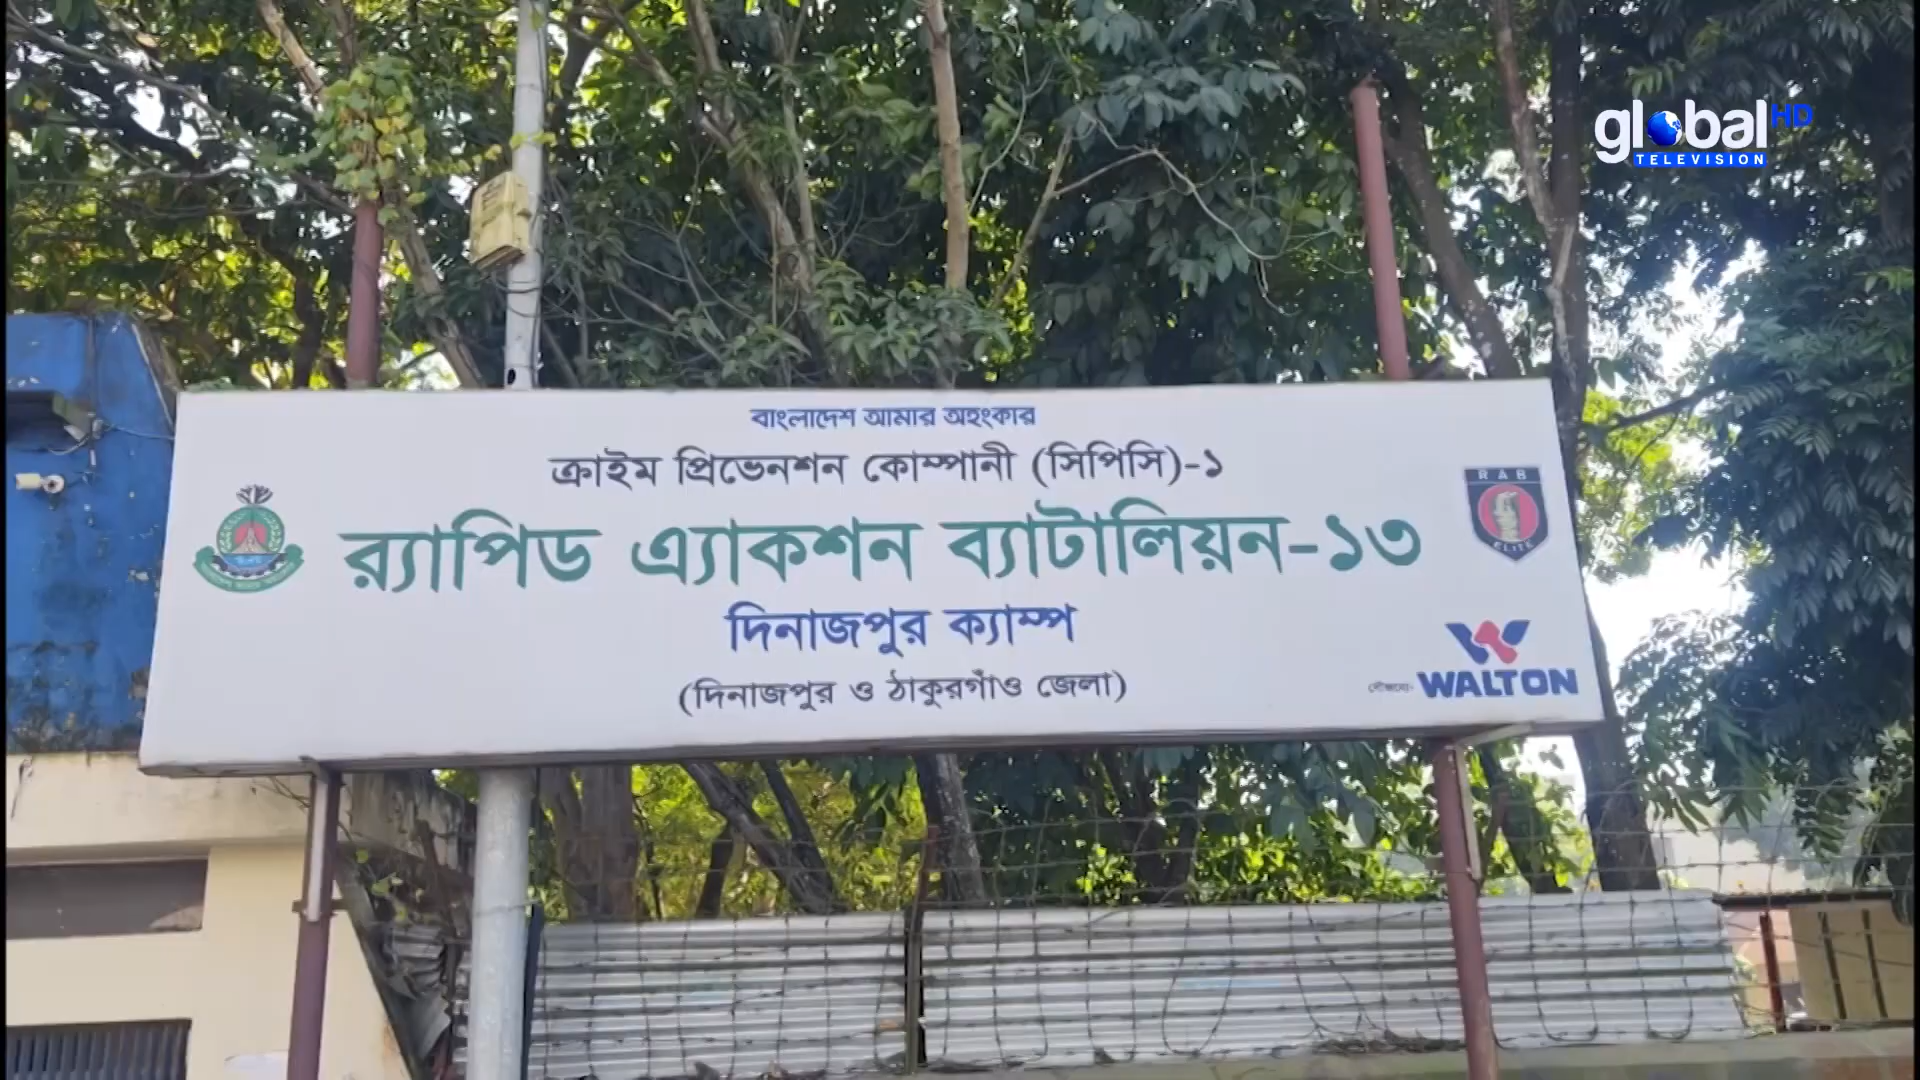 global HD
TELEVISION
বাংলাদেশ আমার অহংকার
ক্রাইম প্রিভেনশন কোম্পানী (সিপিসি)-১
র‍্যাপিড এ্যাকশন ব্যাটালিয়ন-১৩
RAB
ELITE
দিনাজপুর ক্যাম্প
(দিনাজপুর ও ঠাকুরগাঁও জেলা)
WALTON